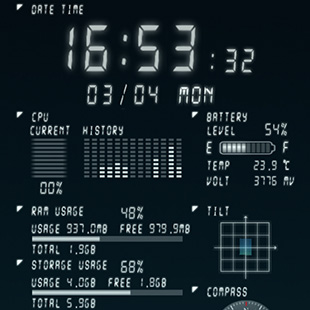 DATE TIME
16:53:32
03/04 MON
CPU
CURRENT HISTORY
00%
BATTERY
LEVEL 54%
E F
TEMP 23.9 ℃
VOLT 3776 MV
RAM USAGE 48%
USAGE 937.0MB FREE 979.9MB
TOTAL 1.9GB
STORAGE USAGE 68%
USAGE 4.0GB FREE 1.8GB
TOTAL 5.9GB
TILT
COMPASS